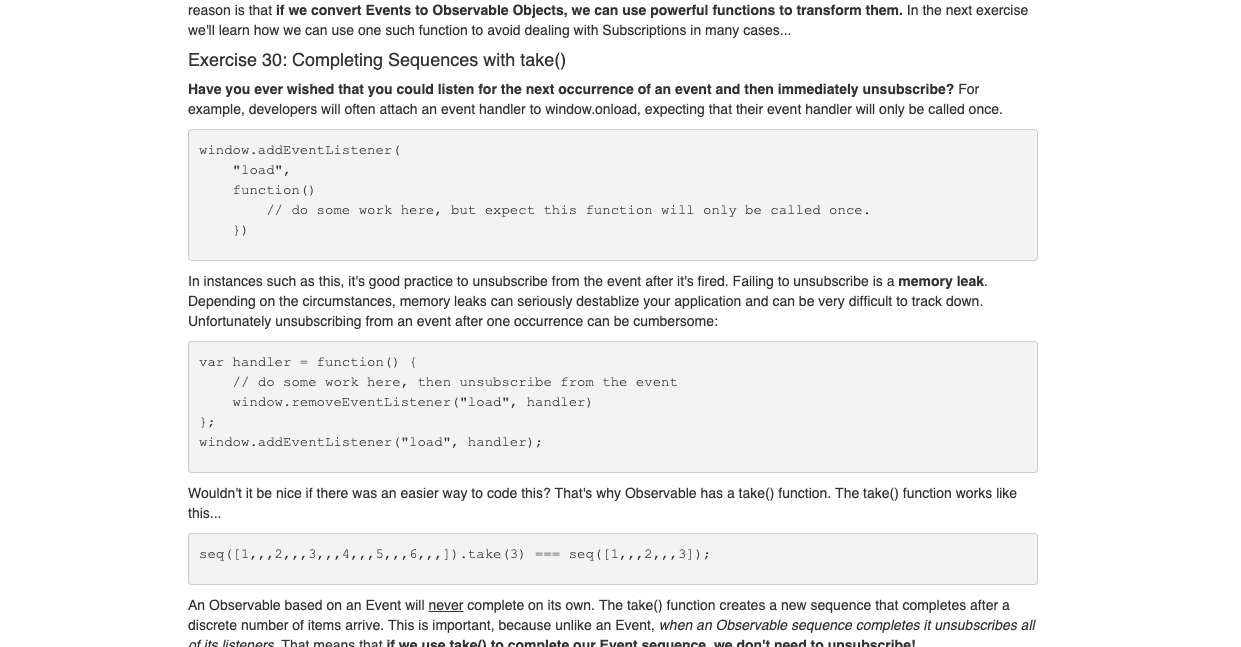 reason is that if we convert Events to Observable Objects, we can use powerful functions to transform them. In the next exercise
we'll learn how we can use one such function to avoid dealing with Subscriptions in many cases...
Exercise 30: Completing Sequences with take()
Have you ever wished that you could listen for the next occurrence of an event and then immediately unsubscribe? For
example, developers will often attach an event handler to window.onload, expecting that their event handler will only be called once.
window.addEventListener(
    "load",
    function()
        // do some work here, but expect this function will only be called once.
    })
In instances such as this, it's good practice to unsubscribe from the event after it's fired. Failing to unsubscribe is a memory leak.
Depending on the circumstances, memory leaks can seriously destablize your application and can be very difficult to track down.
Unfortunately unsubscribing from an event after one occurrence can be cumbersome:
var handler = function() {
    // do some work here, then unsubscribe from the event
    window.removeEventListener("load", handler)
};
window.addEventListener("load", handler);
Wouldn't it be nice if there was an easier way to code this? That's why Observable has a take() function. The take() function works like
this...
seq([1,,,2,,,3,,,4,,,5,,,6,,,]).take(3) === seq([1,,,2,,,3]);
An Observable based on an Event will never complete on its own. The take() function creates a new sequence that completes after a
discrete number of items arrive. This is important, because unlike an Event, when an Observable sequence completes it unsubscribes all
of its listeners. That means that if we use take() to complete our Event sequence, we don't need to unsubscribe!